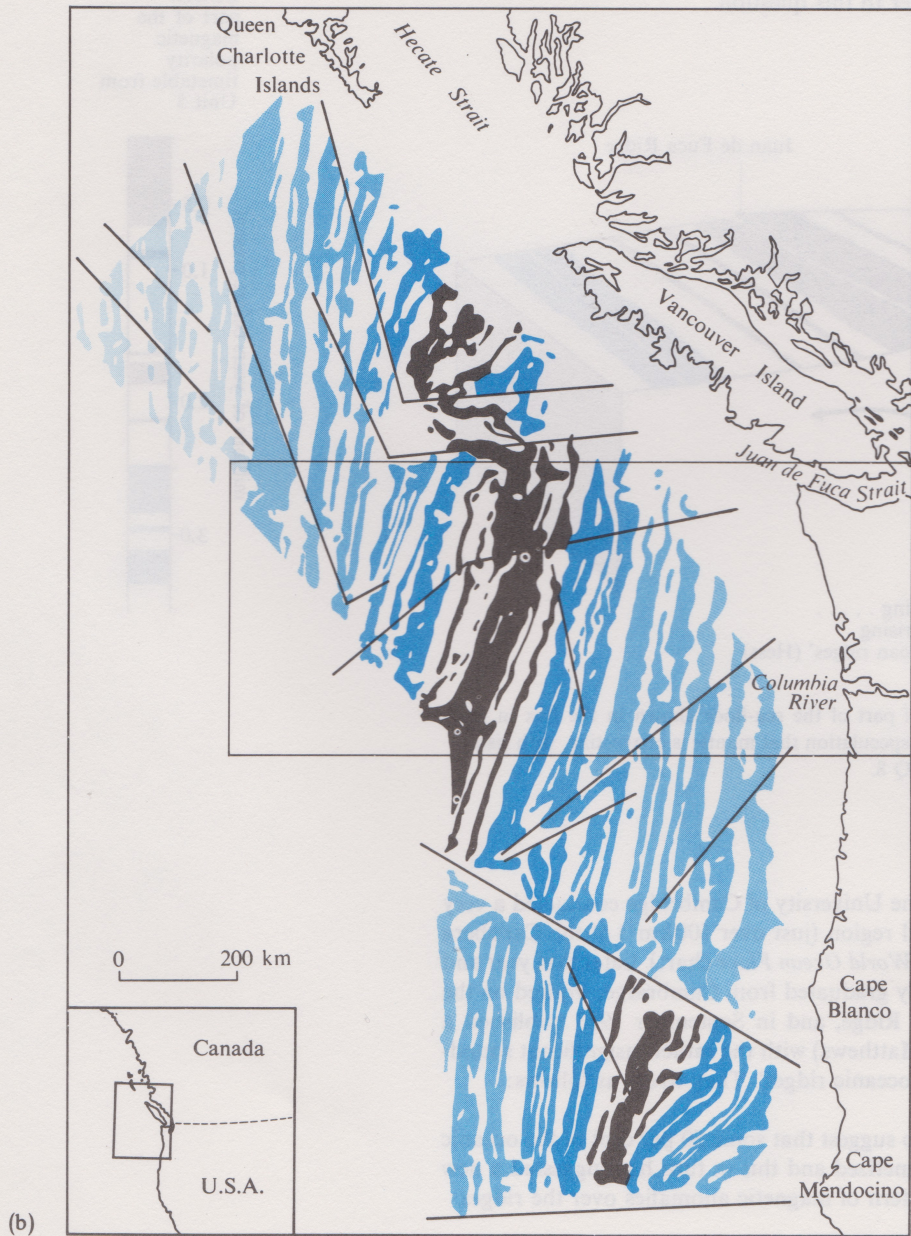 Queen
Charlotte
Islands
Hecate
Strait
Vancouver
Island
Juan de Fuca Strait
Columbia
River
0 200 km
Cape
Blanco
Canada
U.S.A.
Cape
Mendocino
(b)